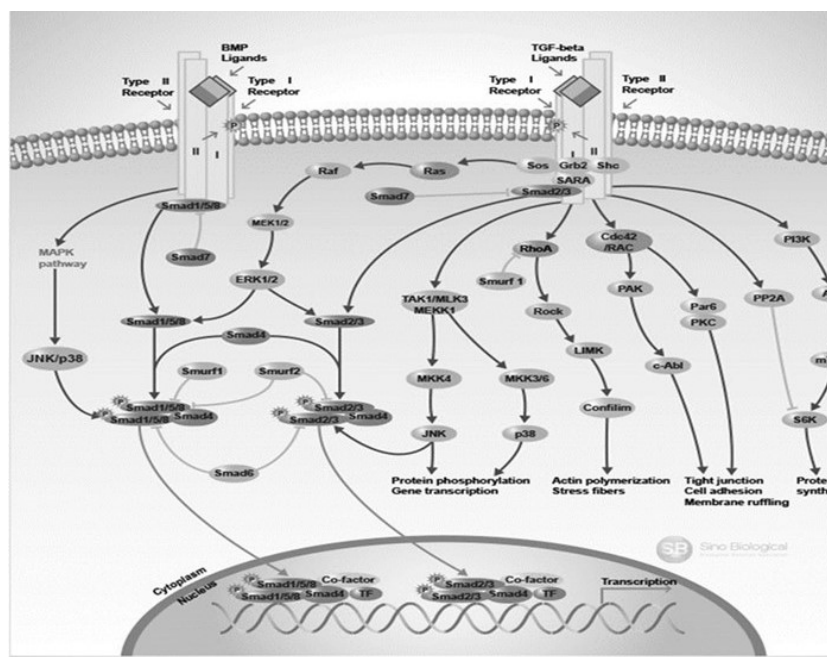 BMP
Ligands
Type II
Receptor
Type I
Receptor
P
II
I
TGF-beta
Ligands
Type I
Receptor
Type II
Receptor
P
I
II
Sos
Grb2
Shc
SARA
Smad2/3
Smad7
Ras
Raf
MEK1/2
ERK1/2
Smad1/5/8
Smad7
MAPK
pathway
JNK/p38
Smad1/5/8
Smad2/3
Smad4
Smurf1
Smurf2
P
P
Smad1/5/8
Smad1/5/8
Smad4
P
P
Smad2/3
Smad2/3
Smad4
Smad6
RhoA
Smurf 1
Rock
LIMK
Confilim
TAK1/MLK3
MEKK1
MKK4
MKK3/6
JNK
p38
Cdc42
/RAC
PAK
c-Abl
Par6
PKC
PP2A
PI3K
A
m
S6K
Protein phosphorylation
Gene transcription
Actin polymerization
Stress fibers
Tight junction
Cell adhesion
Membrane ruffling
Prote
synth
SB Sino Biological
Cytoplasm
Nucleus
P
P
Smad1/5/8
Smad1/5/8
Smad4
Co-factor
TF
P
P
Smad2/3
Smad2/3
Smad4
Co-factor
TF
Transcription